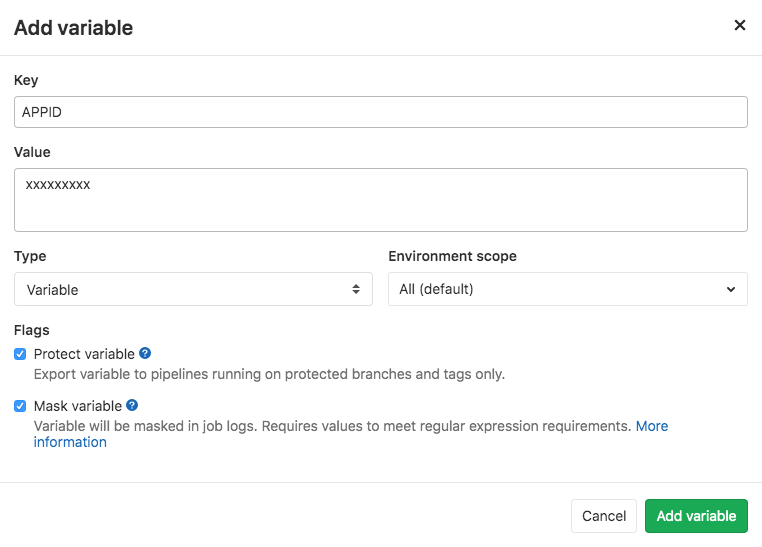 Add variable
Key
APPID
Value
xxxxxxxxx
Type
Environment scope
Variable
All (default)
Flags
Protect variable
Export variable to pipelines running on protected branches and tags only.
Mask variable
Variable will be masked in job logs. Requires values to meet regular expression requirements. More
information
Cancel
Add variable